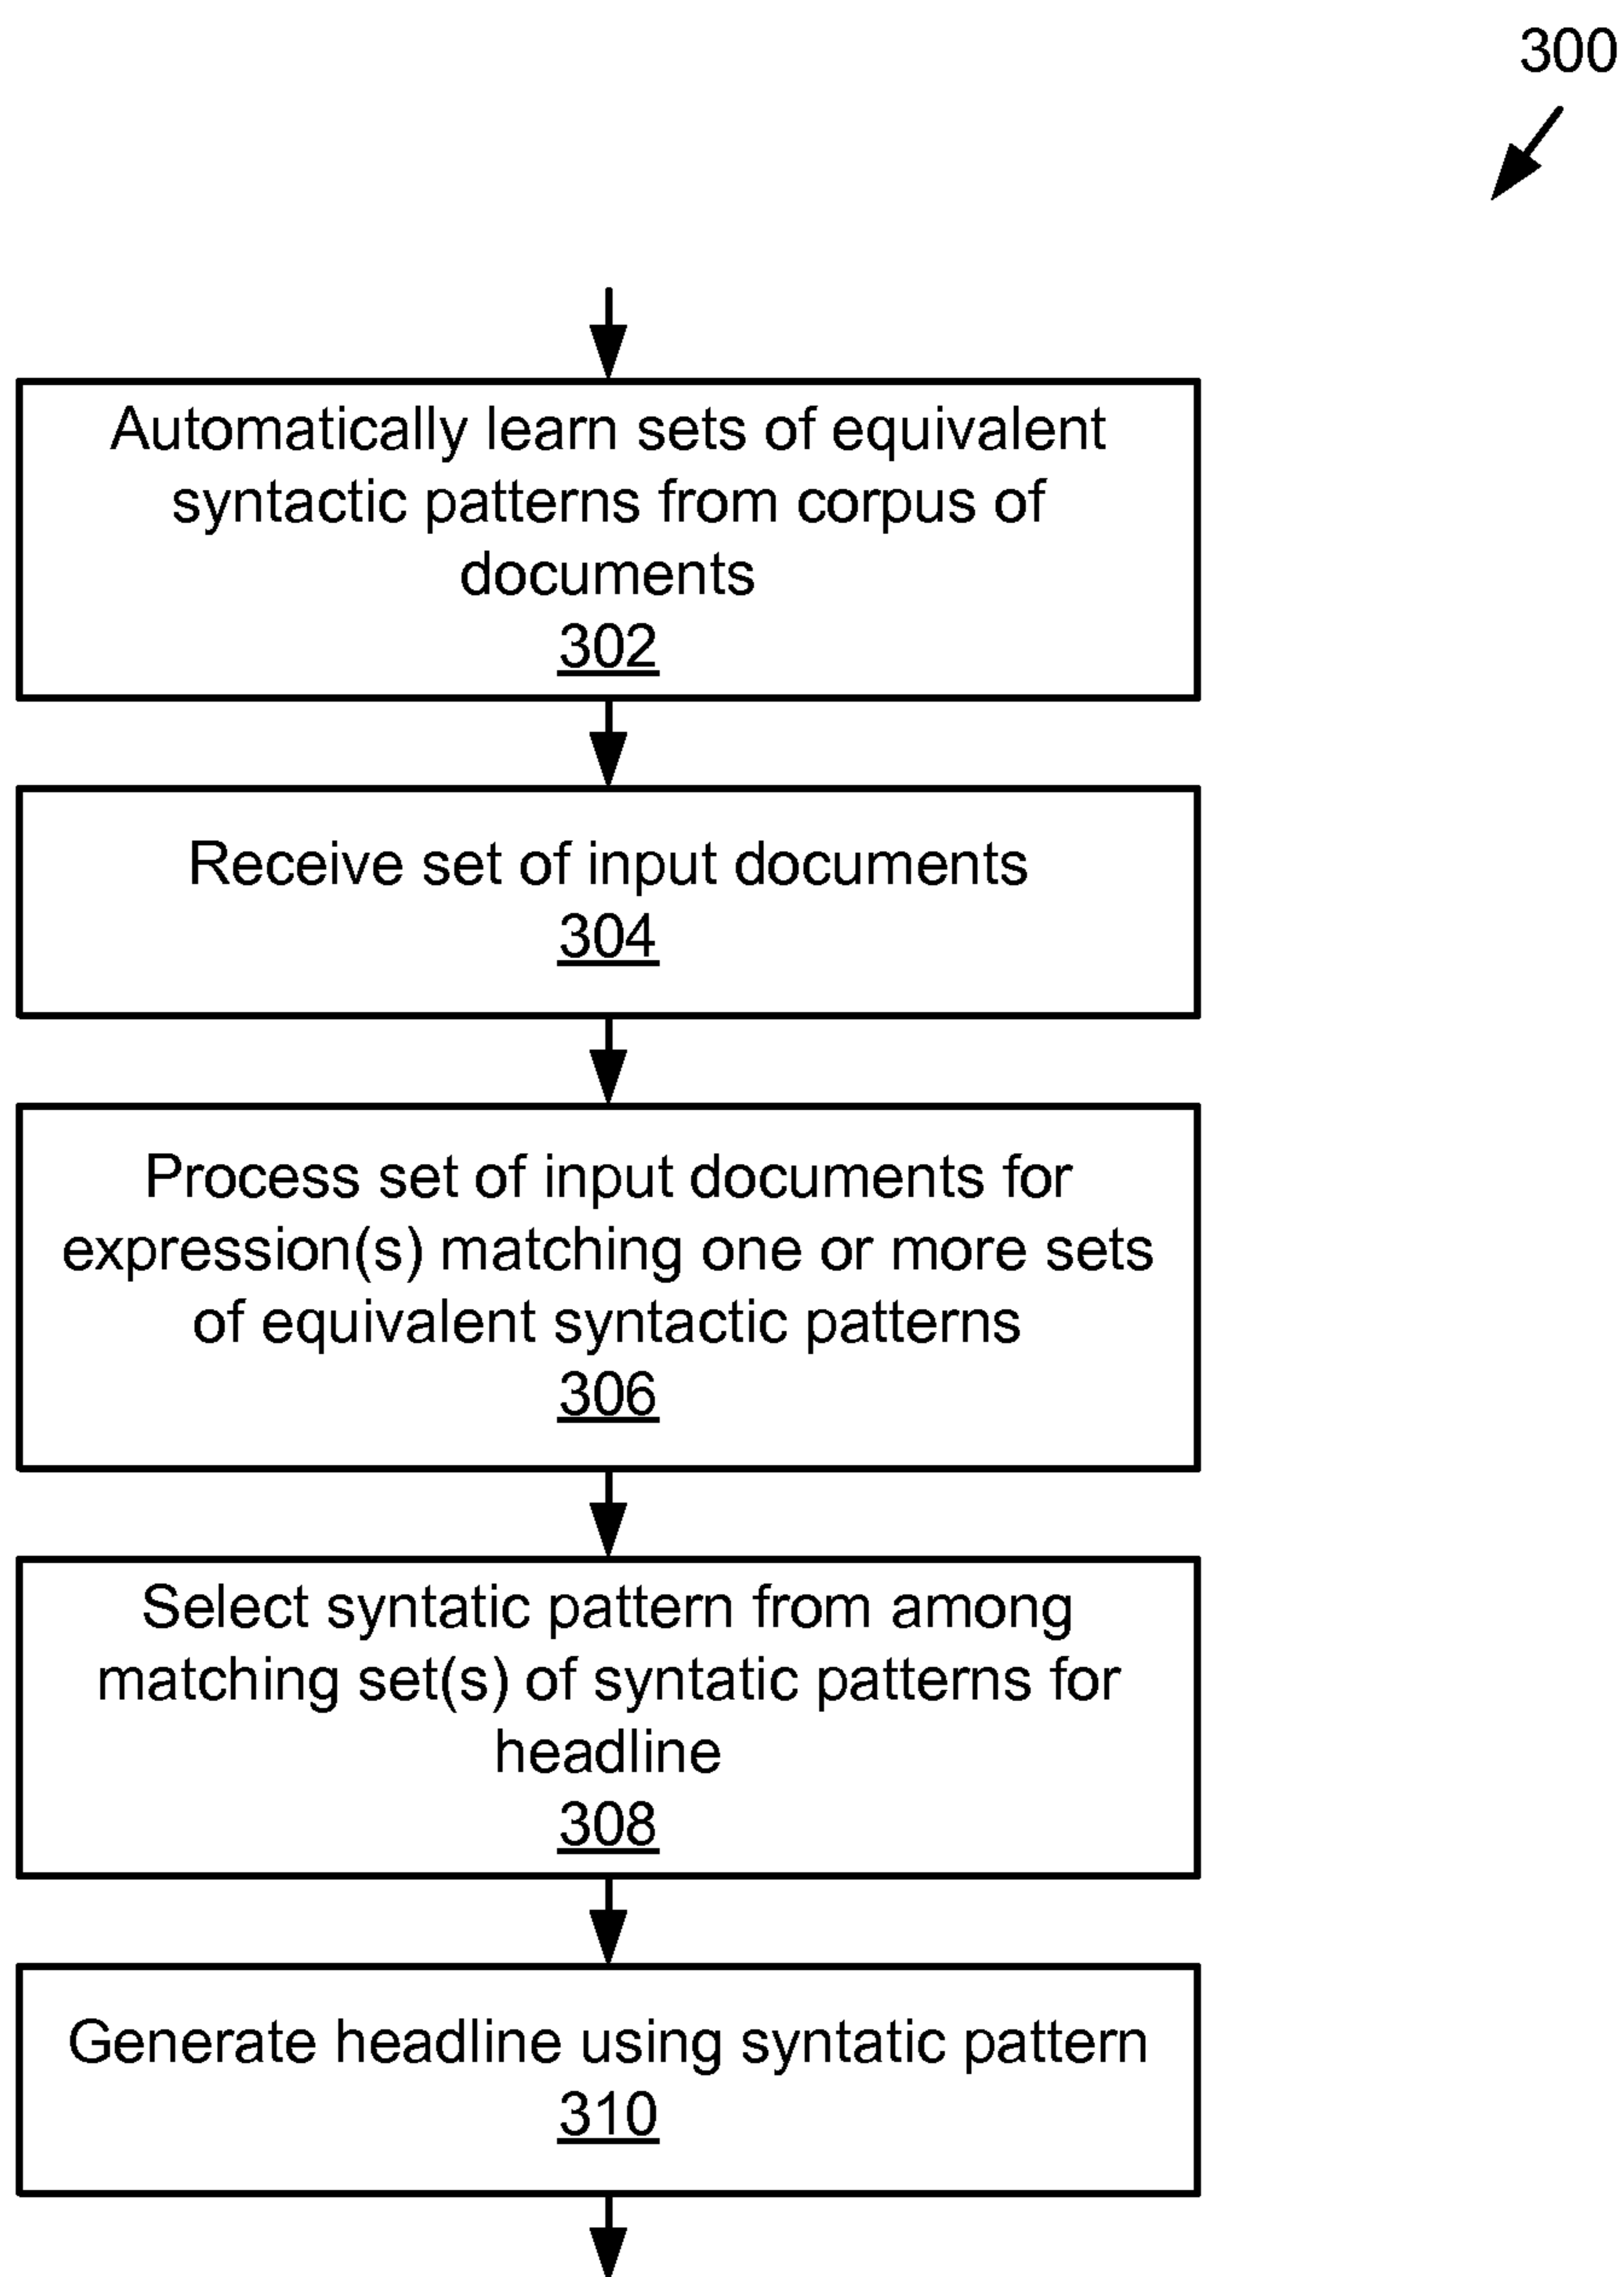 300
Automatically learn sets of equivalent
syntactic patterns from corpus of
documents
302
Receive set of input documents
304
Process set of input documents for
expression(s) matching one or more sets
of equivalent syntactic patterns
306
Select syntatic pattern from among
matching set(s) of syntatic patterns for
headline
308
Generate headline using syntatic pattern
310